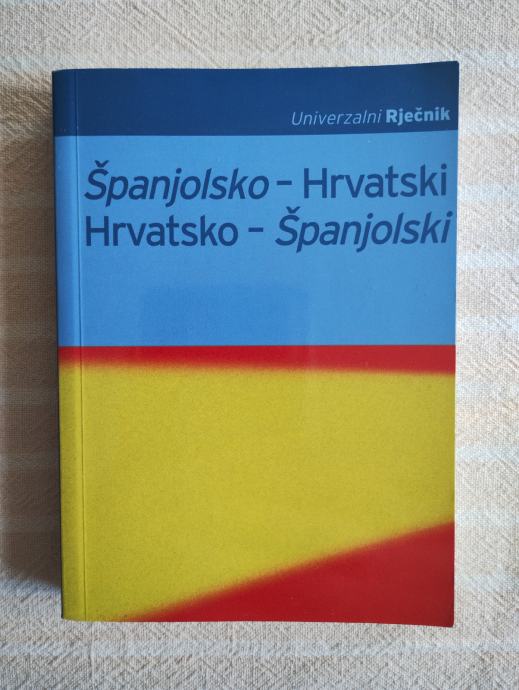 Univerzalni Rječnik
Španjolsko – Hrvatski
Hrvatsko – Španjolski